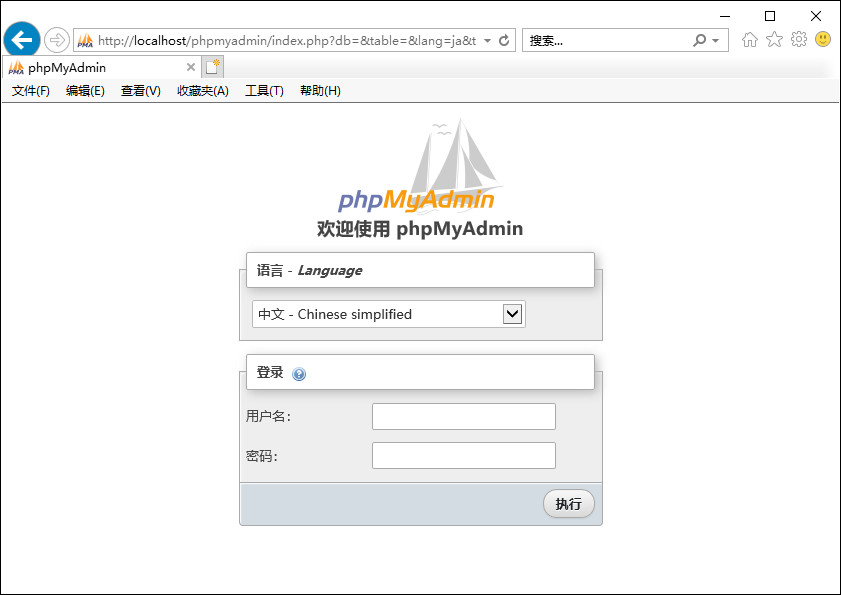 http://localhost/phpmyadmin/index.php?db=&table=&lang=ja&t
搜索...
phpMyAdmin
文件(F) 编辑(E) 查看(V) 收藏夹(A) 工具(T) 帮助(H)
phpMyAdmin
欢迎使用 phpMyAdmin
语言 - Language
中文 - Chinese simplified
登录
用户名：
密码：
执行